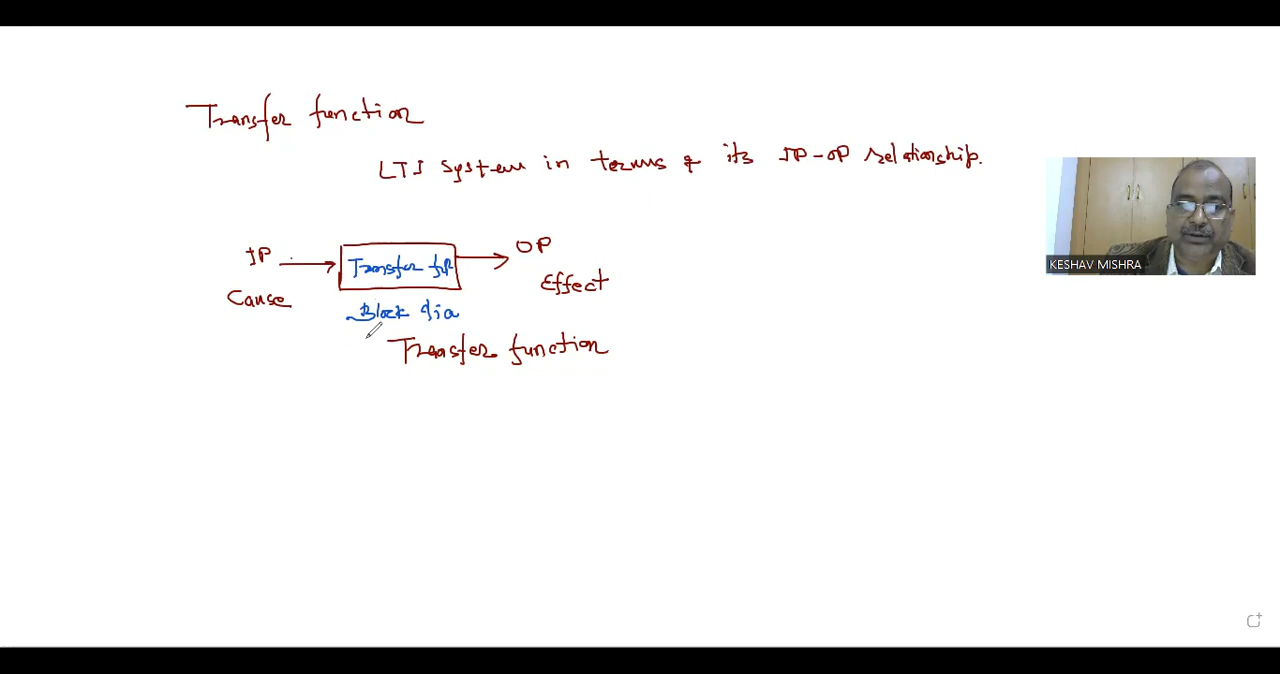 Transfer function
LTI system in terms of its IP-OP relationship.
IP
Transfer fn
OP
Cause
Effect
Block dia
Transfer function
KESHAV MISHRA